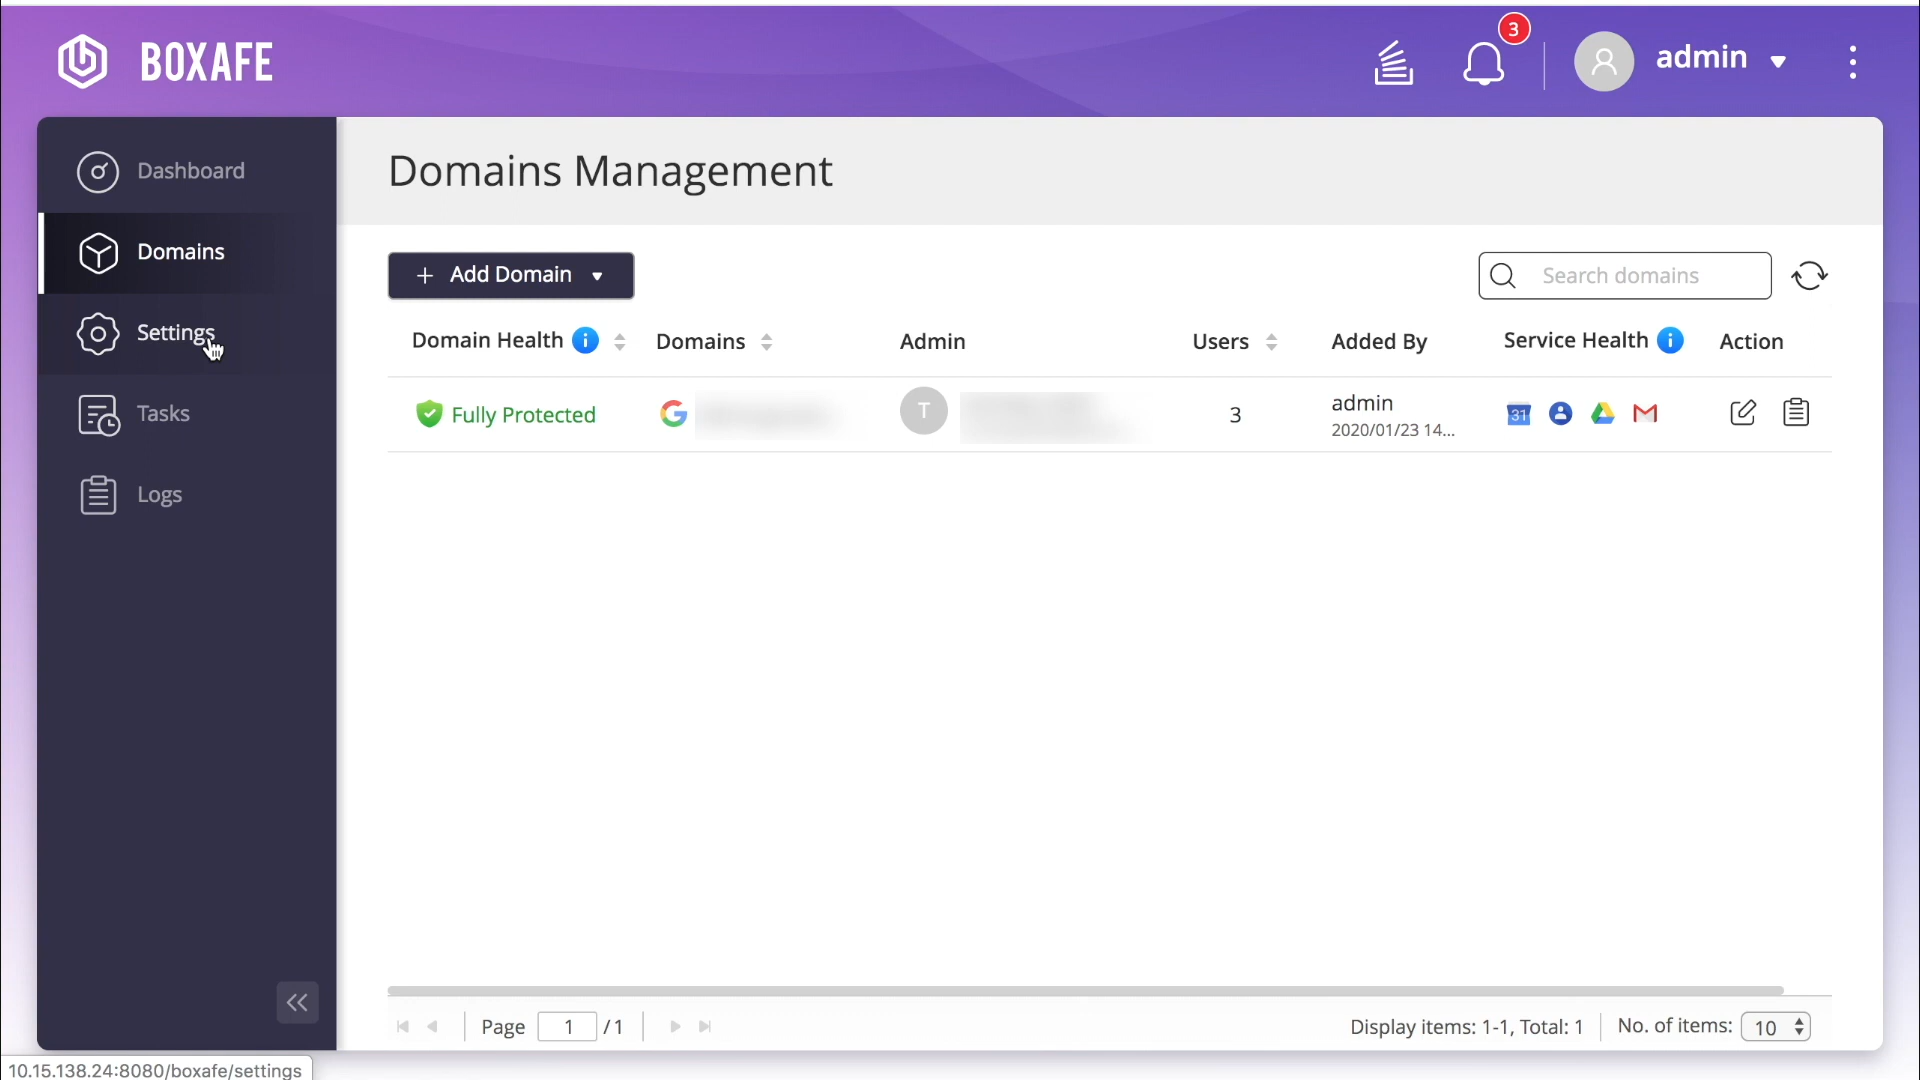 BOXAFE
3
admin
Dashboard
Domains
Settings
Tasks
Logs
Domains Management
+ Add Domain
Search domains
Domain Health Domains Admin Users Added By Service Health Action
Fully Protected T 3 admin
2020/01/23 14...
31
Page 1 /1
Display items: 1-1, Total: 1 No. of items: 10
10.15.138.24:8080/boxafe/settings